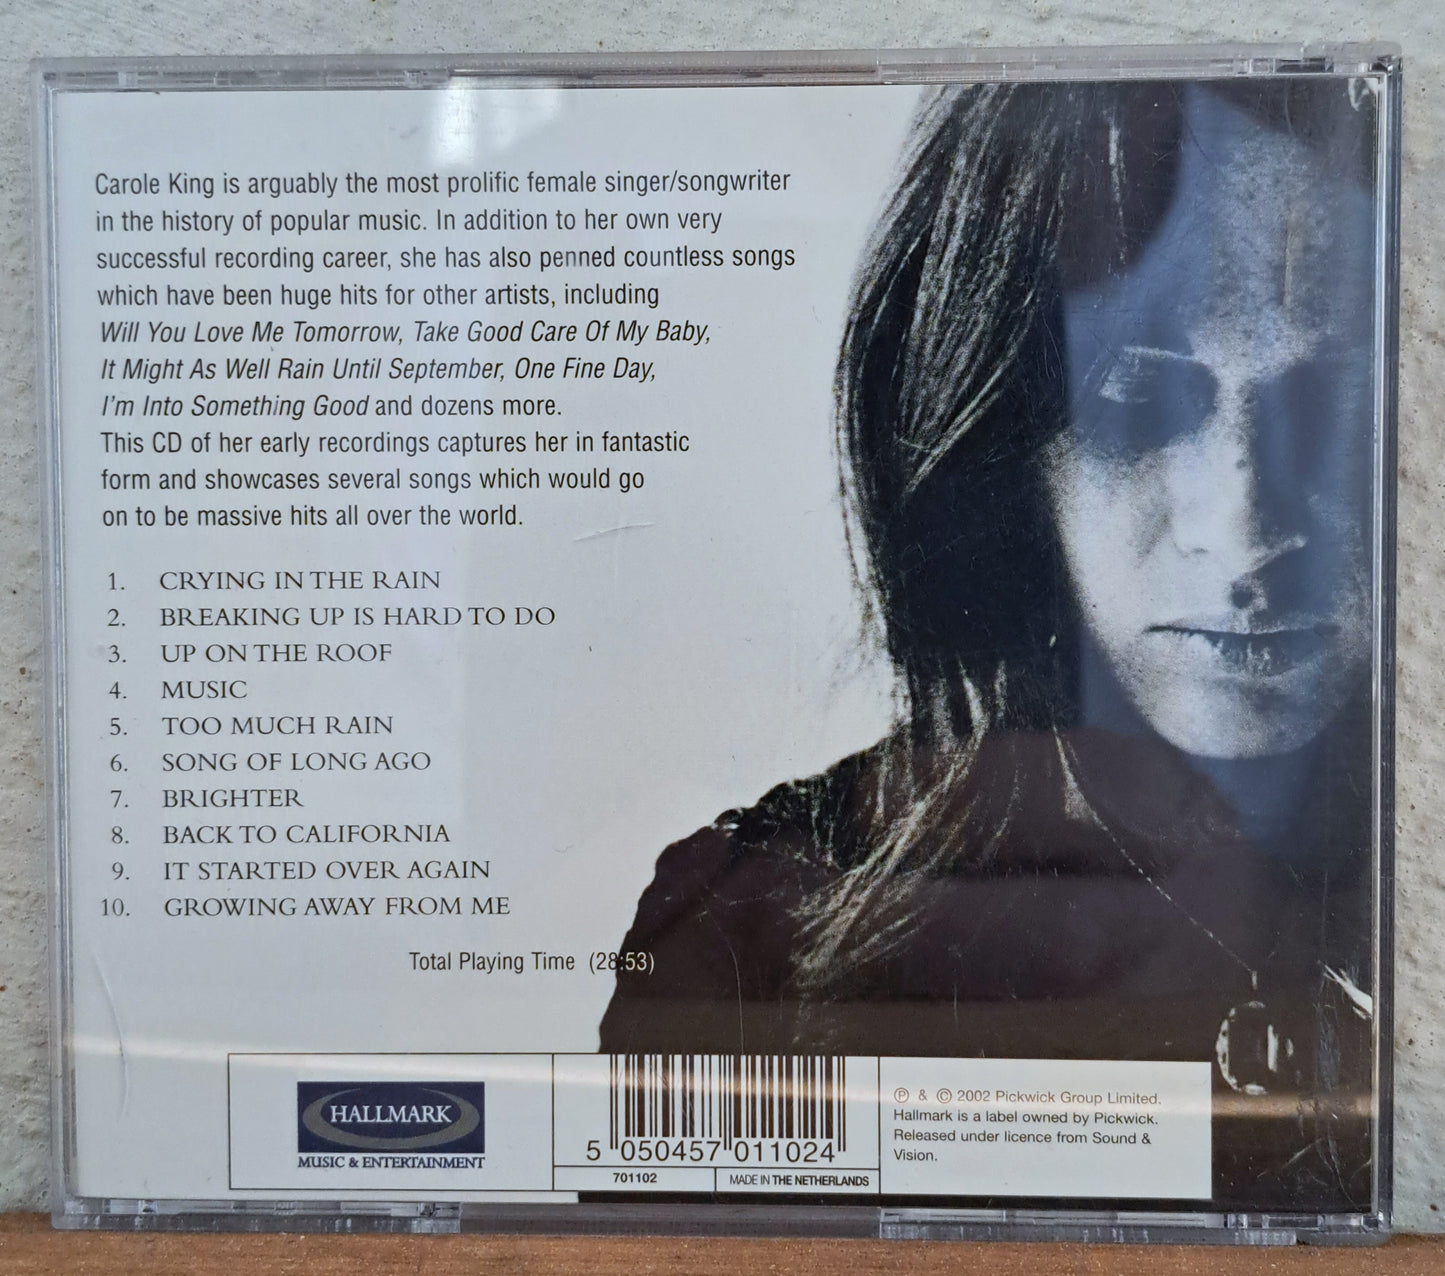 Carole King is arguably the most prolific female singer/songwriter
in the history of popular music. In addition to her own very
successful recording career, she has also penned countless songs
which have been huge hits for other artists, including
Will You Love Me Tomorrow, Take Good Care Of My Baby,
It Might As Well Rain Until September, One Fine Day,
I'm Into Something Good and dozens more.
This CD of her early recordings captures her in fantastic
form and showcases several songs which would go
on to be massive hits all over the world.
1. CRYING IN THE RAIN
2. BREAKING UP IS HARD TO DO
3. UP ON THE ROOF
4. MUSIC
5. TOO MUCH RAIN
6. SONG OF LONG AGO
7. BRIGHTER
8. BACK TO CALIFORNIA
9. IT STARTED OVER AGAIN
10. GROWING AWAY FROM ME
Total Playing Time (28:53)
HALLMARK
MUSIC & ENTERTAINMENT
5 050457 011024
701102
MADE IN THE NETHERLANDS
℗ & © 2002 Pickwick Group Limited.
Hallmark is a label owned by Pickwick.
Released under licence from Sound &
Vision.